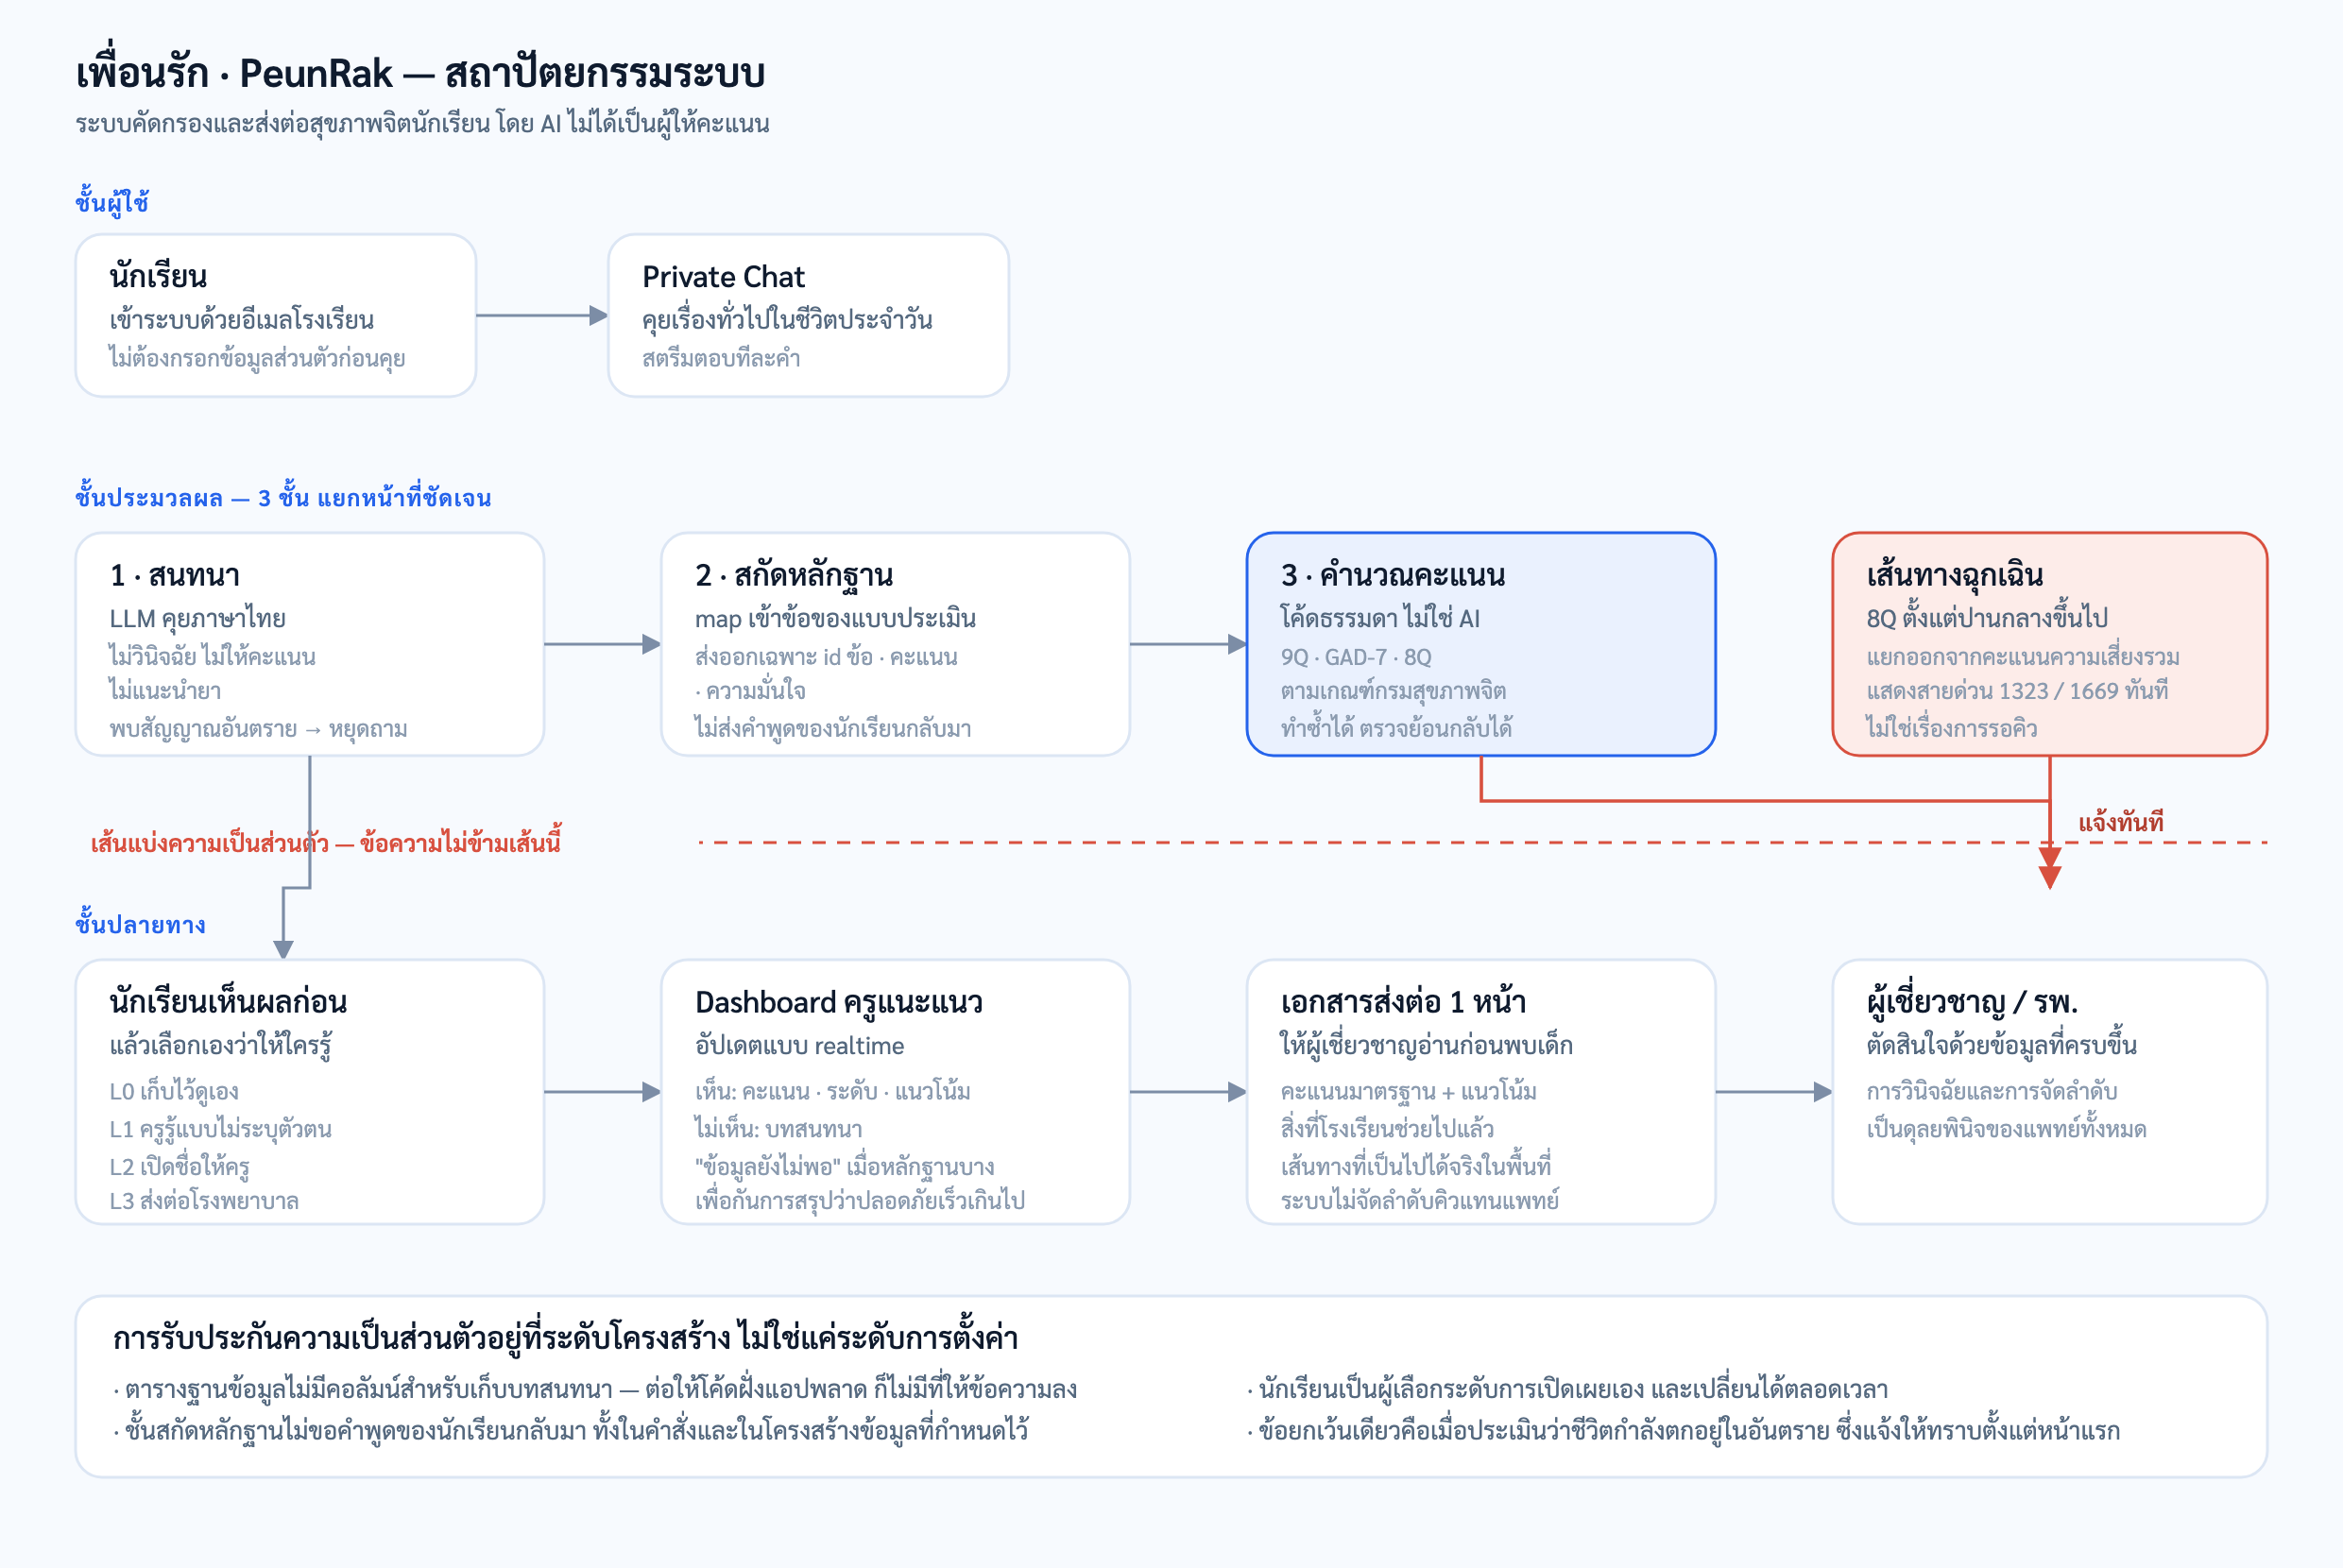 เพื่อนรัก · PeunRak — สถาปัตยกรรมระบบ
ระบบคัดกรองและส่งต่อสุขภาพจิตนักเรียน โดย AI ไม่ได้เป็นผู้ให้คะแนน
ชั้นผู้ใช้
นักเรียน
เข้าระบบด้วยอีเมลโรงเรียน
ไม่ต้องกรอกข้อมูลส่วนตัวก่อนคุย
Private Chat
คุยเรื่องทั่วไปในชีวิตประจำวัน
สตรีมตอบทีละคำ
ชั้นประมวลผล — 3 ชั้น แยกหน้าที่ชัดเจน
1 · สนทนา
LLM คุยภาษาไทย
ไม่วินิจฉัย ไม่ให้คะแนน
ไม่แนะนำยา
พบสัญญาณอันตราย → หยุดถาม
2 · สกัดหลักฐาน
map เข้าข้อของแบบประเมิน
ส่งออกเฉพาะ id ข้อ · คะแนน
· ความมั่นใจ
ไม่ส่งคำพูดของนักเรียนกลับมา
3 · คำนวณคะแนน
โค้ดธรรมดา ไม่ใช่ AI
9Q · GAD-7 · 8Q
ตามเกณฑ์กรมสุขภาพจิต
ทำซ้ำได้ ตรวจย้อนกลับได้
เส้นทางฉุกเฉิน
8Q ตั้งแต่ปานกลางขึ้นไป
แยกออกจากคะแนนความเสี่ยงรวม
แสดงสายด่วน 1323 / 1669 ทันที
ไม่ใช่เรื่องการรอคิว
แจ้งทันที
เส้นแบ่งความเป็นส่วนตัว — ข้อความไม่ข้ามเส้นนี้
ชั้นปลายทาง
นักเรียนเห็นผลก่อน
แล้วเลือกเองว่าให้ใครรู้
L0 เก็บไว้ดูเอง
L1 ครูรู้แบบไม่ระบุตัวตน
L2 เปิดชื่อให้ครู
L3 ส่งต่อโรงพยาบาล
Dashboard ครูแนะแนว
อัปเดตแบบ realtime
เห็น: คะแนน · ระดับ · แนวโน้ม
ไม่เห็น: บทสนทนา
"ข้อมูลยังไม่พอ" เมื่อหลักฐานบาง
เพื่อกันการสรุปว่าปลอดภัยเร็วเกินไป
เอกสารส่งต่อ 1 หน้า
ให้ผู้เชี่ยวชาญอ่านก่อนพบเด็ก
คะแนนมาตรฐาน + แนวโน้ม
สิ่งที่โรงเรียนช่วยไปแล้ว
เส้นทางที่เป็นไปได้จริงในพื้นที่
ระบบไม่จัดลำดับคิวแทนแพทย์
ผู้เชี่ยวชาญ / รพ.
ตัดสินใจด้วยข้อมูลที่ครบขึ้น
การวินิจฉัยและการจัดลำดับ
เป็นดุลยพินิจของแพทย์ทั้งหมด
การรับประกันความเป็นส่วนตัวอยู่ที่ระดับโครงสร้าง ไม่ใช่แค่ระดับการตั้งค่า
· ตารางฐานข้อมูลไม่มีคอลัมน์สำหรับเก็บบทสนทนา — ต่อให้โค้ดฝั่งแอปพลาด ก็ไม่มีที่ให้ข้อความลง
· ชั้นสกัดหลักฐานไม่ขอคำพูดของนักเรียนกลับมา ทั้งในคำสั่งและในโครงสร้างข้อมูลที่กำหนดไว้
· นักเรียนเป็นผู้เลือกระดับการเปิดเผยเอง และเปลี่ยนได้ตลอดเวลา
· ข้อยกเว้นเดียวคือเมื่อประเมินว่าชีวิตกำลังตกอยู่ในอันตราย ซึ่งแจ้งให้ทราบตั้งแต่หน้าแรก